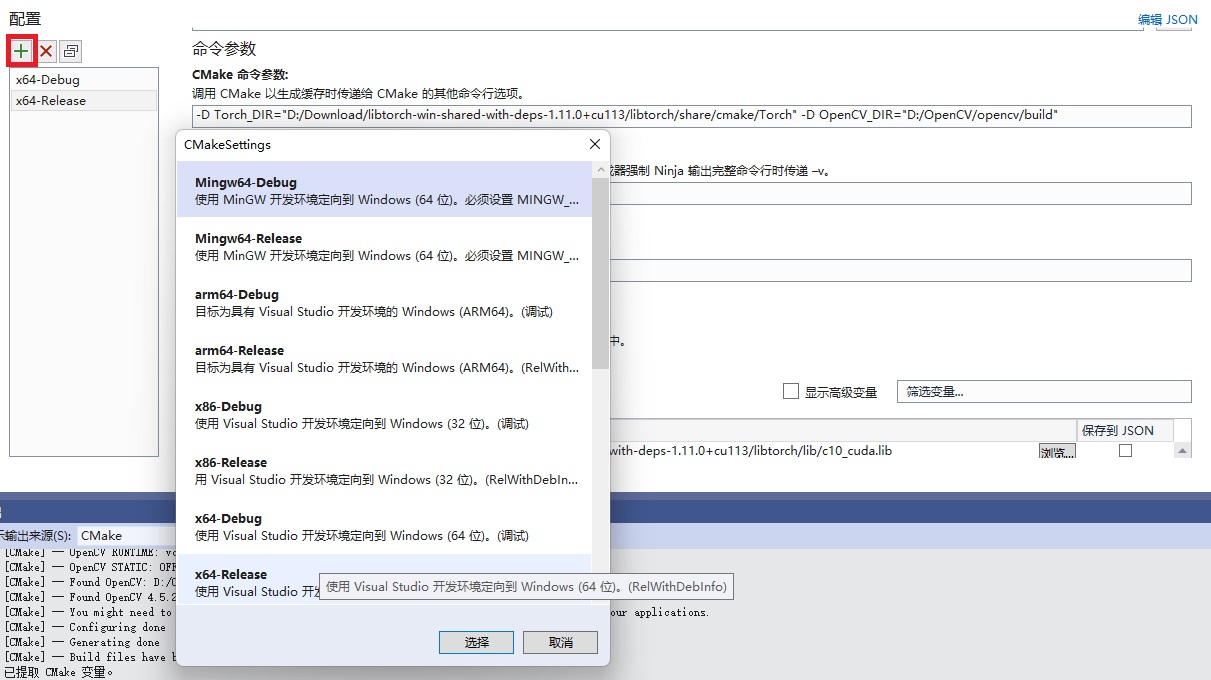 配置
编辑 JSON
x64-Debug
x64-Release
命令参数
CMake 命令参数:
调用 CMake 以生成缓存时传递给 CMake 的其他命令行选项。
-D Torch_DIR="D:/Download/libtorch-win-shared-with-deps-1.11.0+cu113/libtorch/share/cmake/Torch" -D OpenCV_DIR="D:/OpenCV/opencv/build"
强制 Ninja 输出完整命令行时传递 –v。
中。
显示高级变量
筛选变量...
保存到 JSON
with-deps-1.11.0+cu113/libtorch/lib/c10_cuda.lib
浏览...
CMakeSettings
Mingw64-Debug
使用 MinGW 开发环境定向到 Windows (64 位)。必须设置 MINGW_...
Mingw64-Release
使用 MinGW 开发环境定向到 Windows (64 位)。必须设置 MINGW_...
arm64-Debug
目标为具有 Visual Studio 开发环境的 Windows (ARM64)。(调试)
arm64-Release
目标为具有 Visual Studio 开发环境的 Windows (ARM64)。(RelWith...
x86-Debug
使用 Visual Studio 开发环境定向到 Windows (32 位)。(调试)
x86-Release
用 Visual Studio 开发环境定向到 Windows (32 位)。(RelWithDebIn...
x64-Debug
使用 Visual Studio 开发环境定向到 Windows (64 位)。(调试)
x64-Release
使用 Visual Studio 开发
使用 Visual Studio 开发环境定向到 Windows (64 位)。(RelWithDebInfo)
选择
取消
示输出来源(S): CMake
[CMake] — OpenCV RUNTIME: vc
[CMake] — OpenCV STATIC: OFF
[CMake] — Found OpenCV: D:/O
[CMake] — Found OpenCV 4.5.2
[CMake] — You might need to
our applications.
[CMake] — Configuring done
[CMake] — Generating done
[CMake] — Build files have b
已提取 CMake 变量。